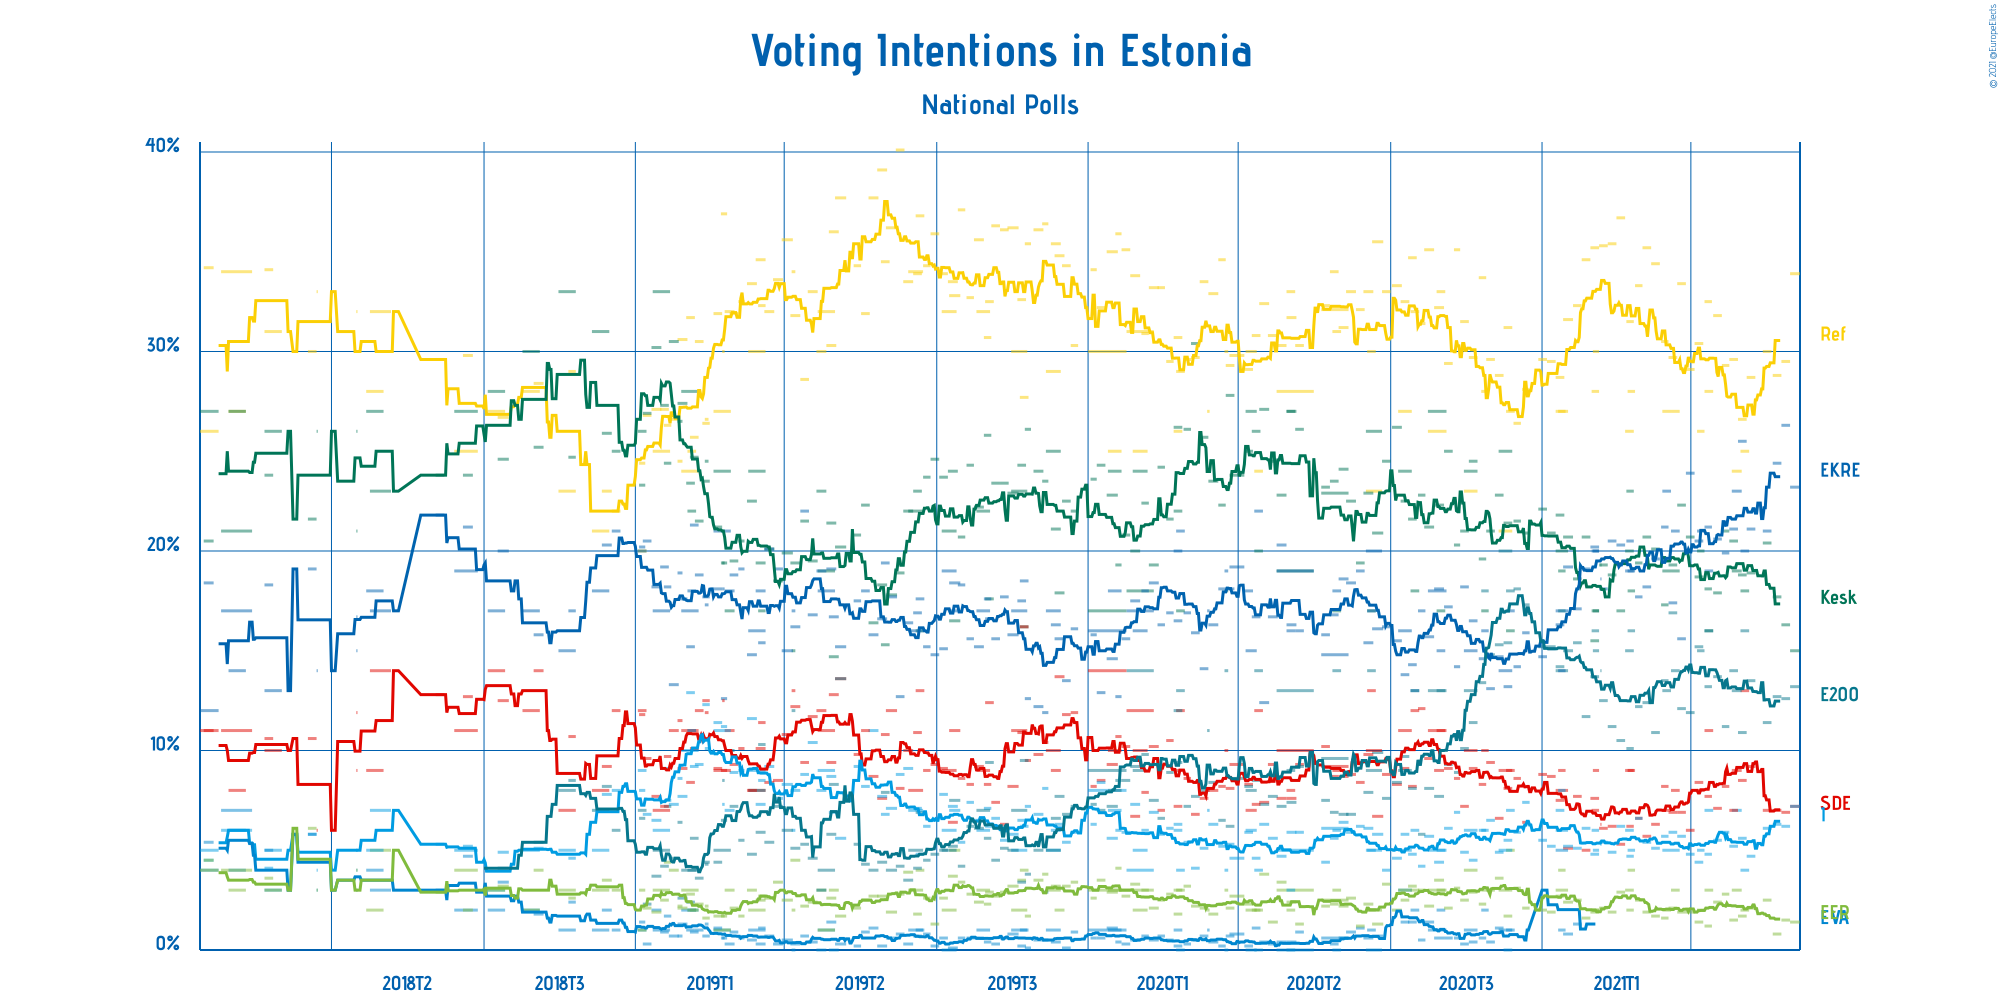 Voting Intentions in Estonia
National Polls
© 2021 @EuropeElects
40%
30%
20%
10%
0%
Ref
EKRE
Kesk
E200
SDE
I
EER
EVA
2018T2
2018T3
2019T1
2019T2
2019T3
2020T1
2020T2
2020T3
2021T1